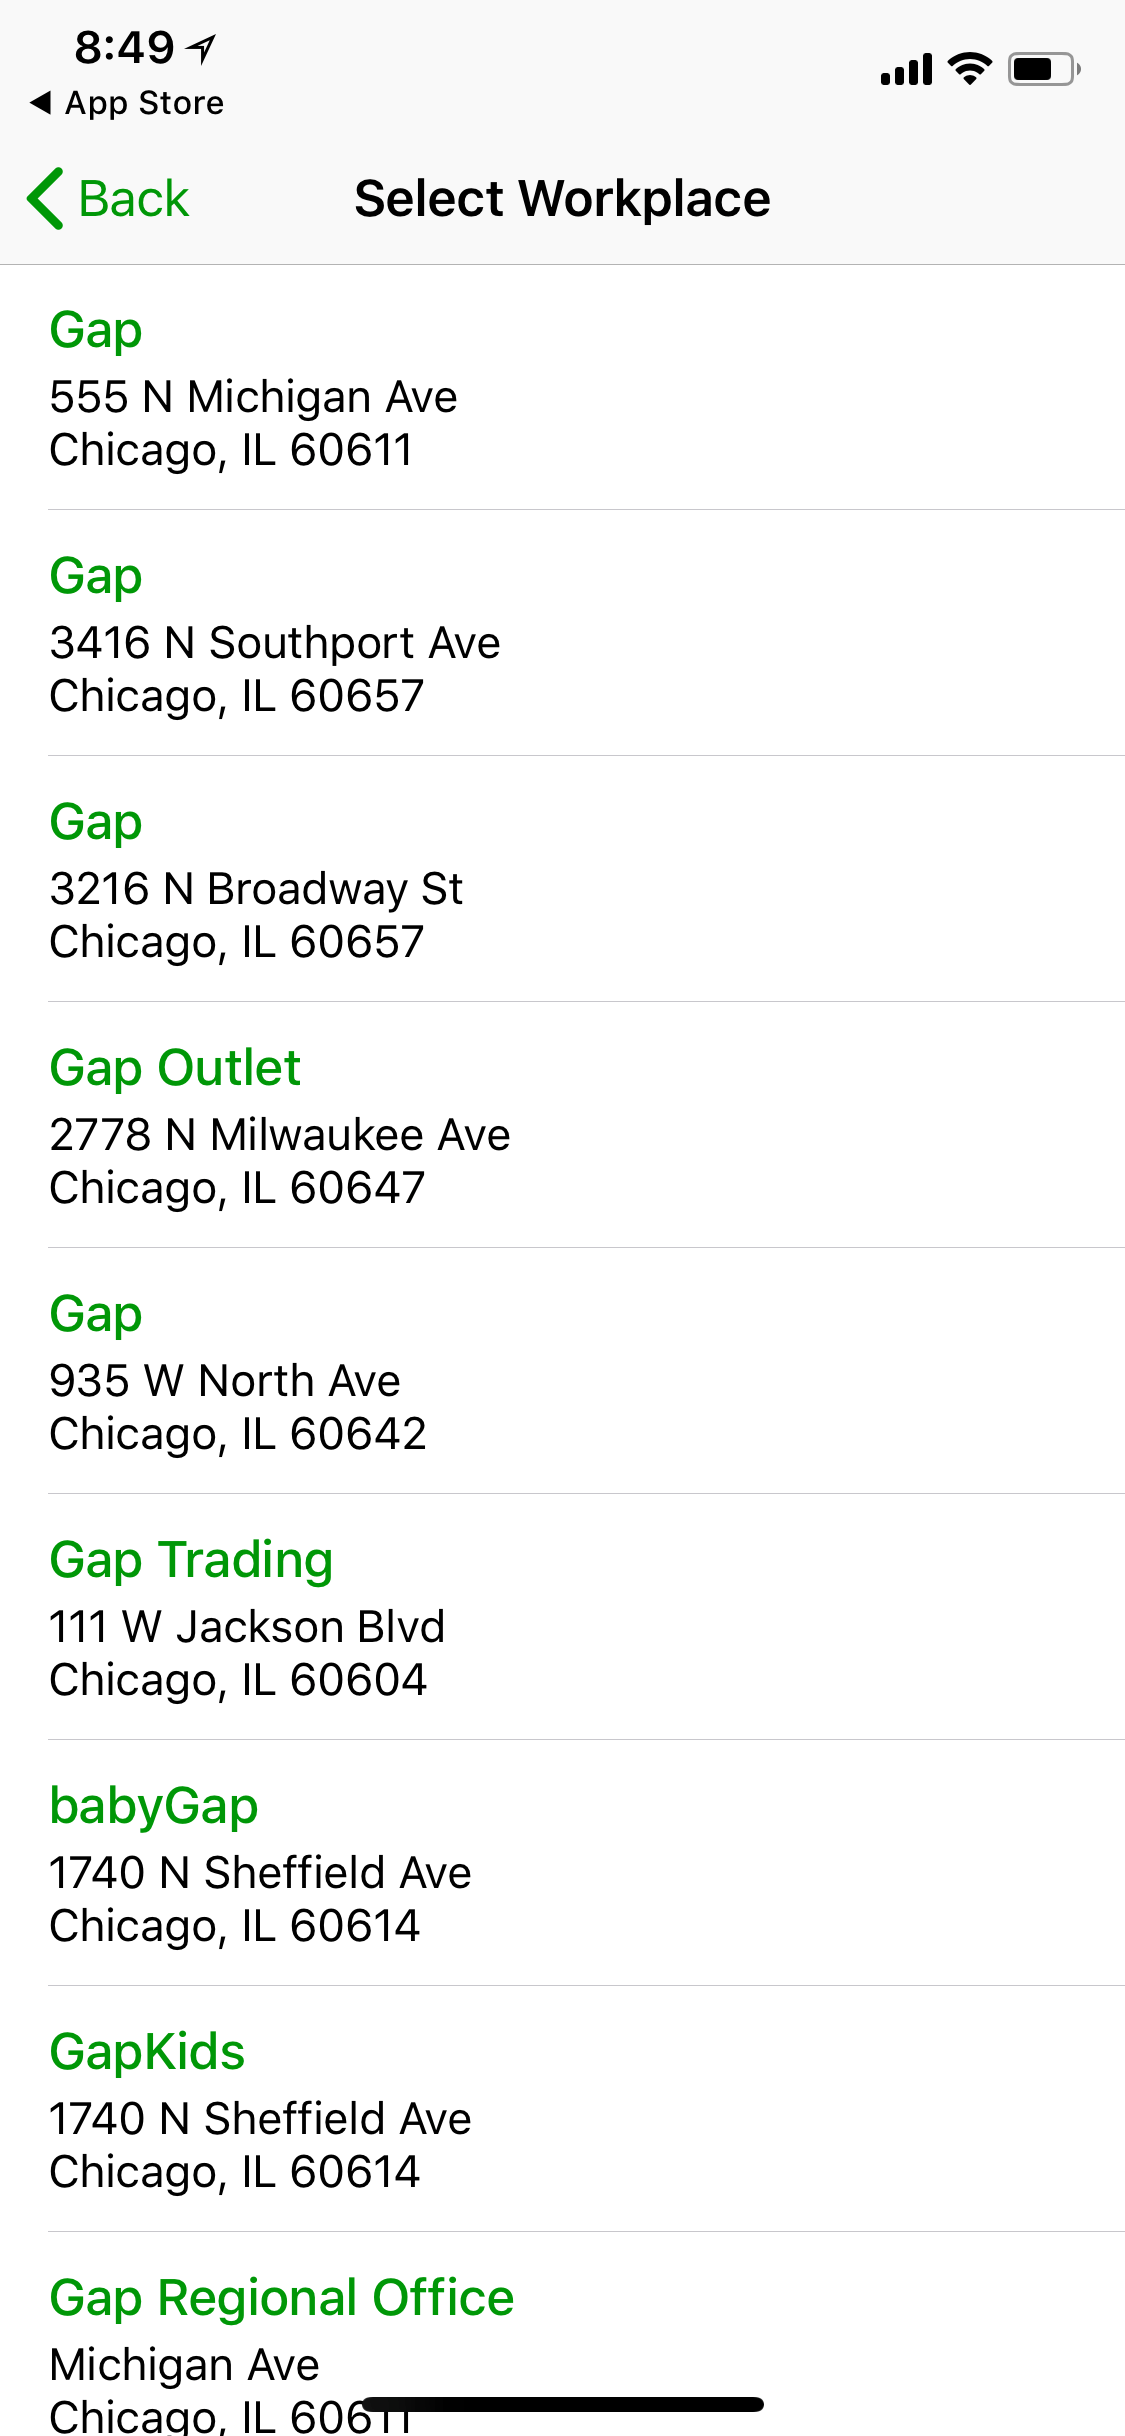 8:49
App Store
Back
Select Workplace
Gap
555 N Michigan Ave
Chicago, IL 60611
Gap
3416 N Southport Ave
Chicago, IL 60657
Gap
3216 N Broadway St
Chicago, IL 60657
Gap Outlet
2778 N Milwaukee Ave
Chicago, IL 60647
Gap
935 W North Ave
Chicago, IL 60642
Gap Trading
111 W Jackson Blvd
Chicago, IL 60604
babyGap
1740 N Sheffield Ave
Chicago, IL 60614
GapKids
1740 N Sheffield Ave
Chicago, IL 60614
Gap Regional Office
Michigan Ave
Chicago, IL 60611